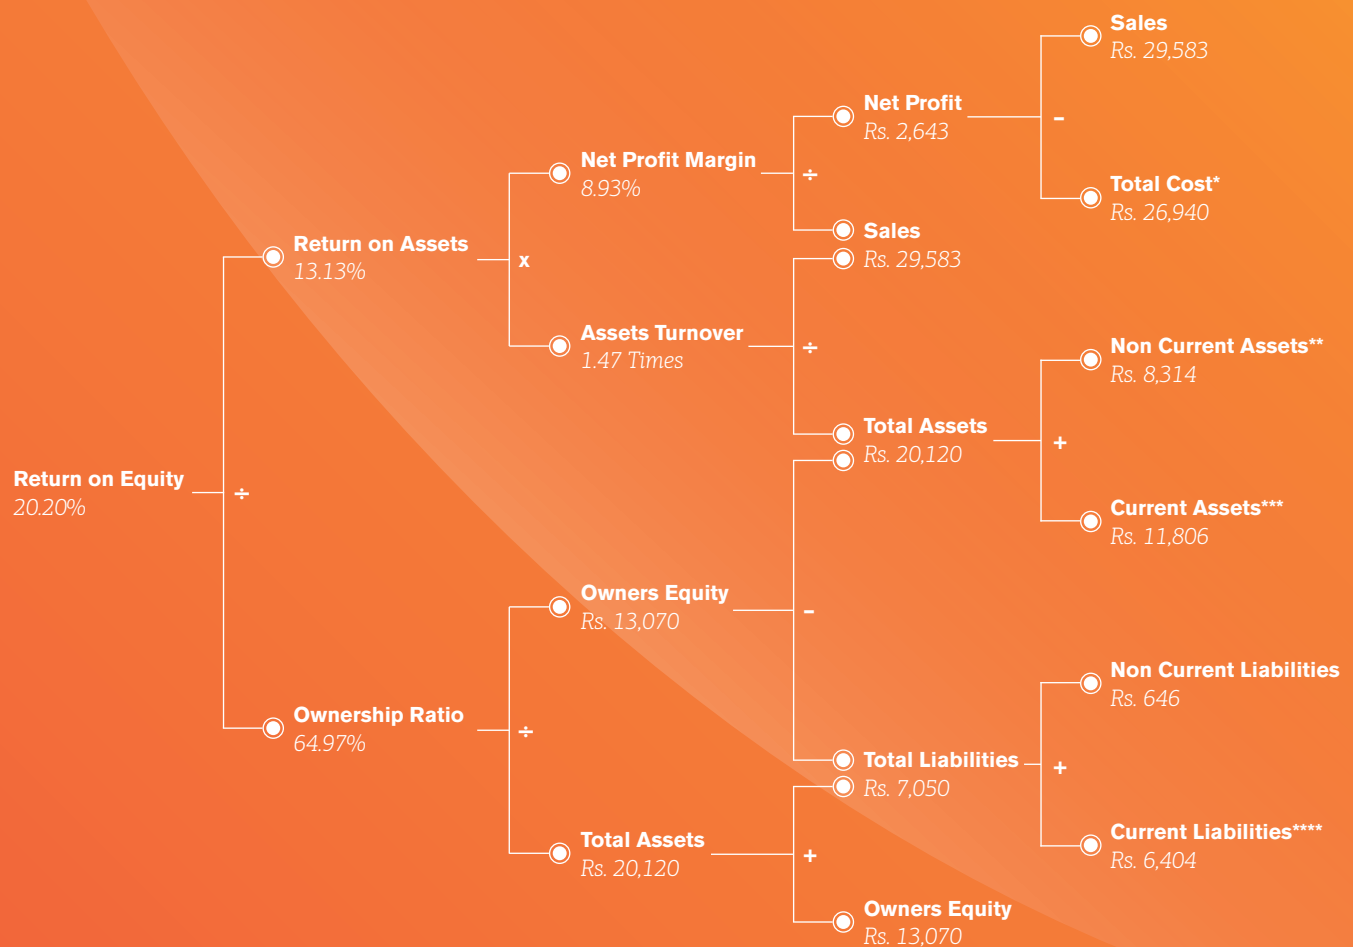 Sales
Rs. 29,583
Net Profit
Rs. 2,643
–
Net Profit Margin
8.93%
÷
Total Cost*
Rs. 26,940
Return on Assets
13.13%
x
Sales
Rs. 29,583
Assets Turnover
1.47 Times
÷
Non Current Assets**
Rs. 8,314
Total Assets
Rs. 20,120
+
Return on Equity
20.20%
÷
Current Assets***
Rs. 11,806
Owners Equity
Rs. 13,070
–
Non Current Liabilities
Rs. 646
Ownership Ratio
64.97%
÷
Total Liabilities
Rs. 7,050
+
Total Assets
Rs. 20,120
+
Current Liabilities****
Rs. 6,404
Owners Equity
Rs. 13,070